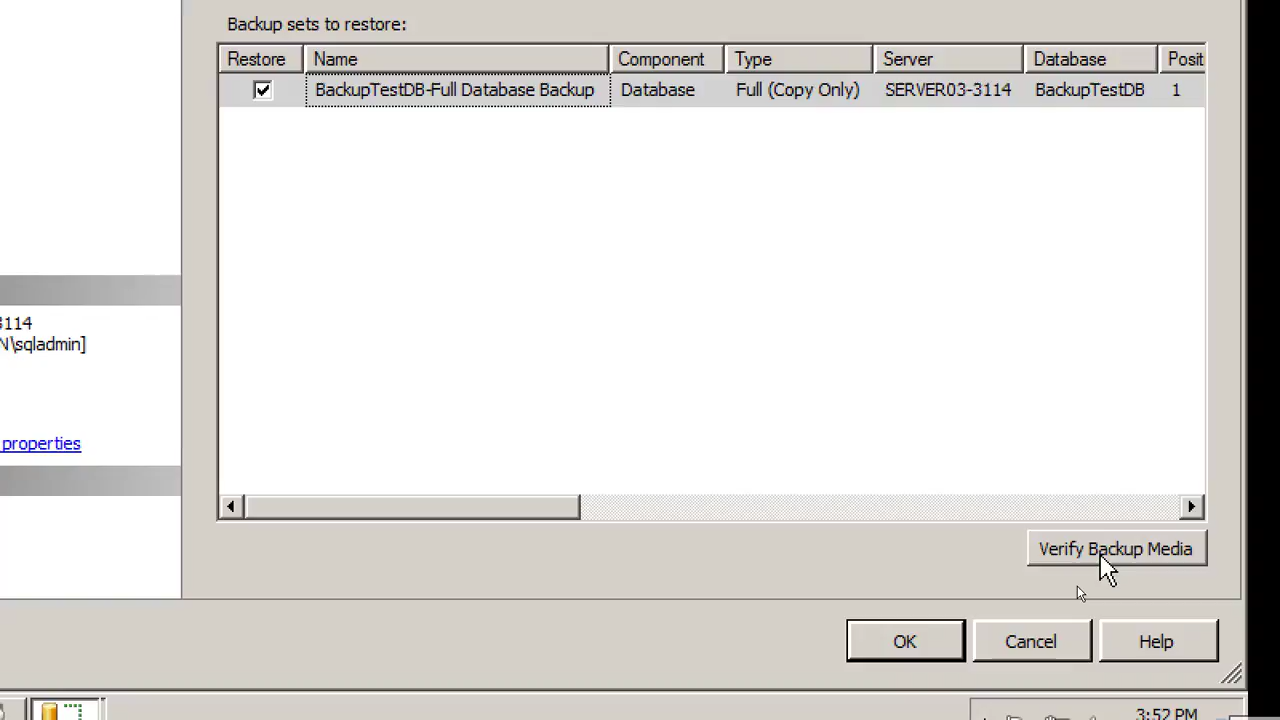 Backup sets to restore:
Restore Name Component Type Server Database Posit
BackupTestDB-Full Database Backup Database Full (Copy Only) SERVER03-3114 BackupTestDB 1
3114
N\sqladmin]
properties
Verify Backup Media
OK Cancel Help
3:52 PM